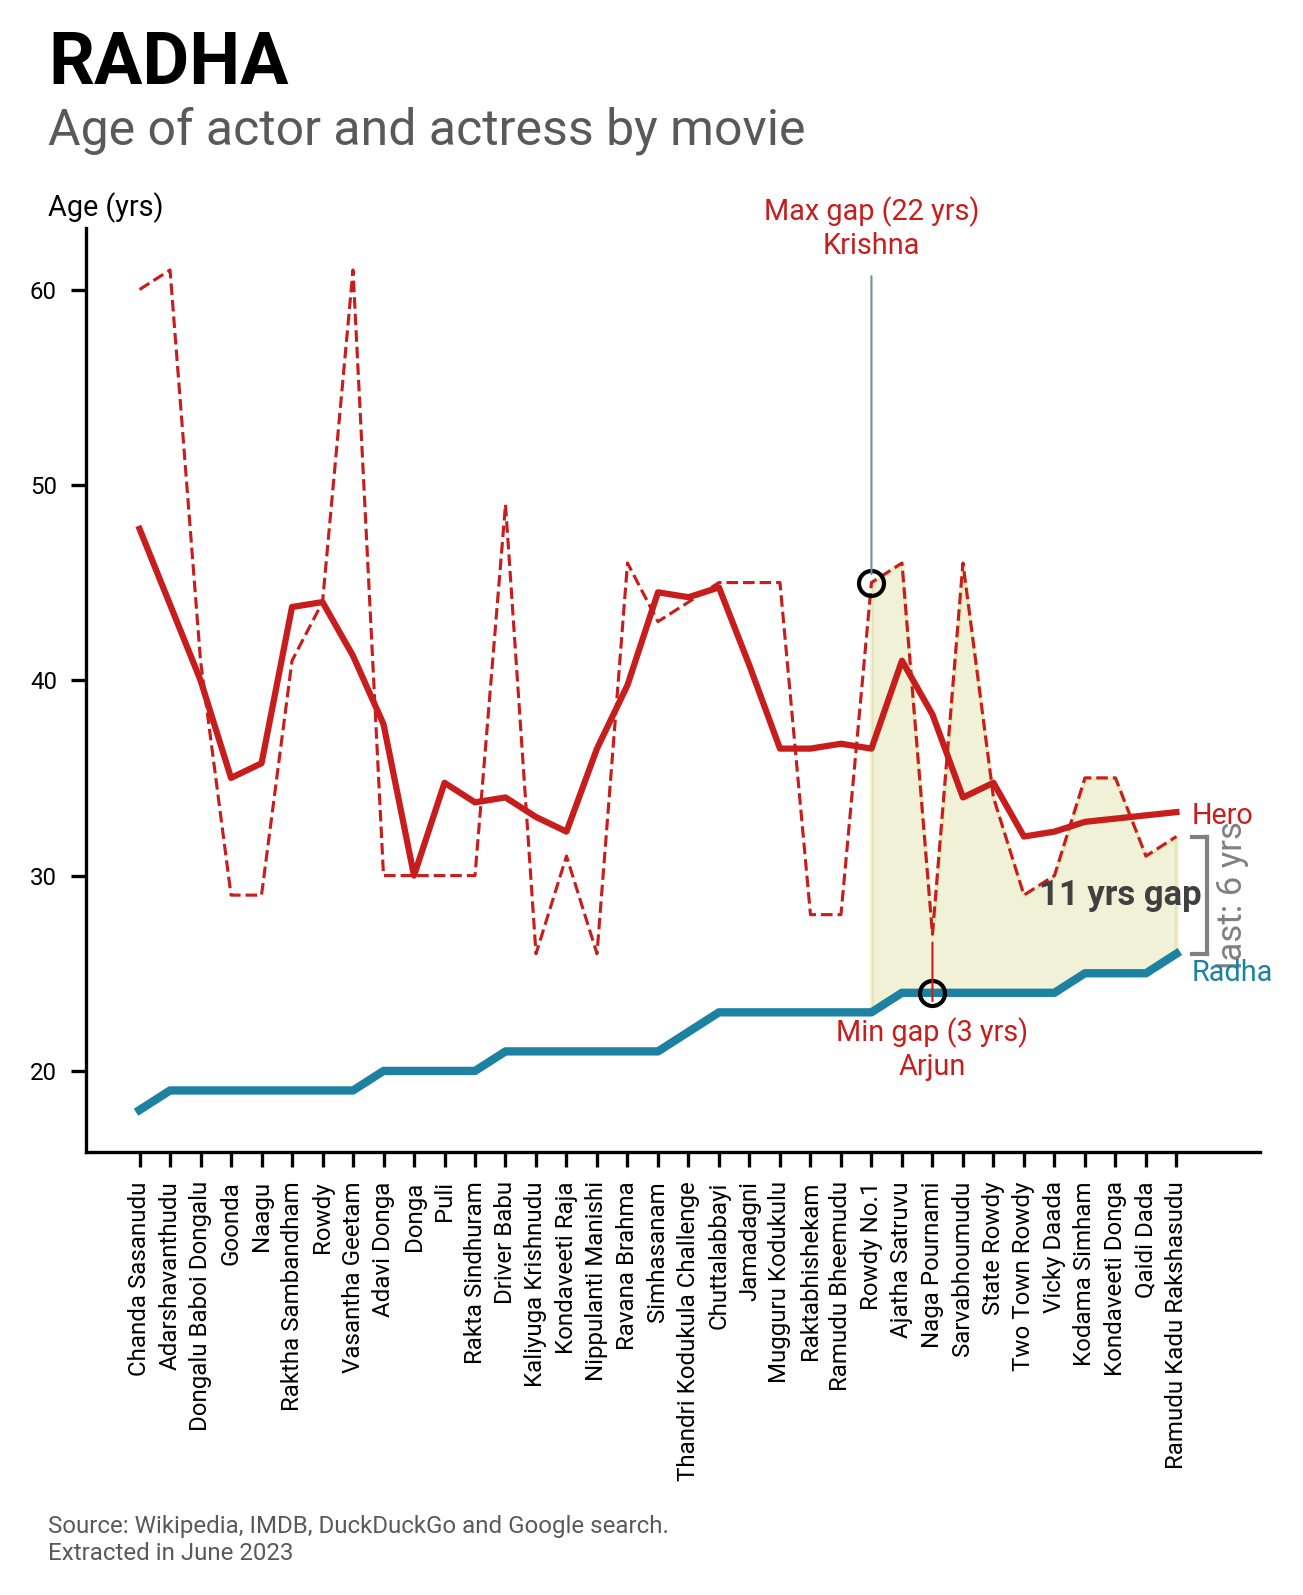 RADHA
Age of actor and actress by movie
Age (yrs)
Max gap (22 yrs)
Krishna
60
50
40
30
20
Hero
last: 6 yrs
11 yrs gap
Radha
Min gap (3 yrs)
Arjun
Chanda Sasanudu
Adarshavanthudu
Dongalu Baboi Dongalu
Goonda
Naagu
Raktha Sambandham
Rowdy
Vasantha Geetam
Adavi Donga
Donga
Puli
Rakta Sindhuram
Driver Babu
Kaliyuga Krishnudu
Kondaveeti Raja
Nippulanti Manishi
Ravana Brahma
Simhasanam
Thandri Kodukula Challenge
Chuttalabbayi
Jamadagni
Mugguru Kodukulu
Raktabhishekam
Ramudu Bheemudu
Rowdy No.1
Ajatha Satruvu
Naga Pournami
Sarvabhoumudu
State Rowdy
Two Town Rowdy
Vicky Daada
Kodama Simham
Kondaveeti Donga
Qaidi Dada
Ramudu Kadu Rakshasudu
Source: Wikipedia, IMDB, DuckDuckGo and Google search.
Extracted in June 2023